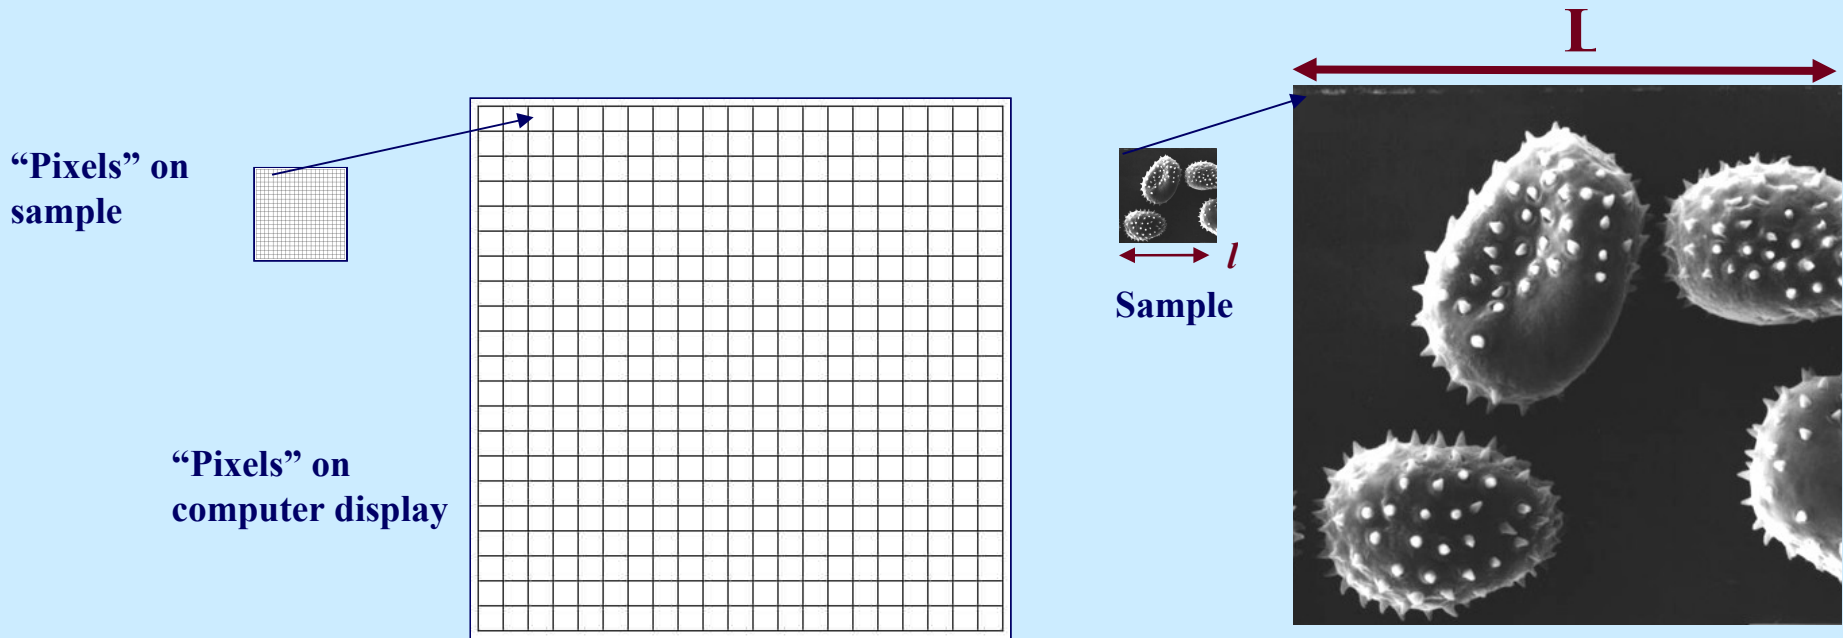 “Pixels” on
sample
“Pixels” on
computer display
L
l
Sample